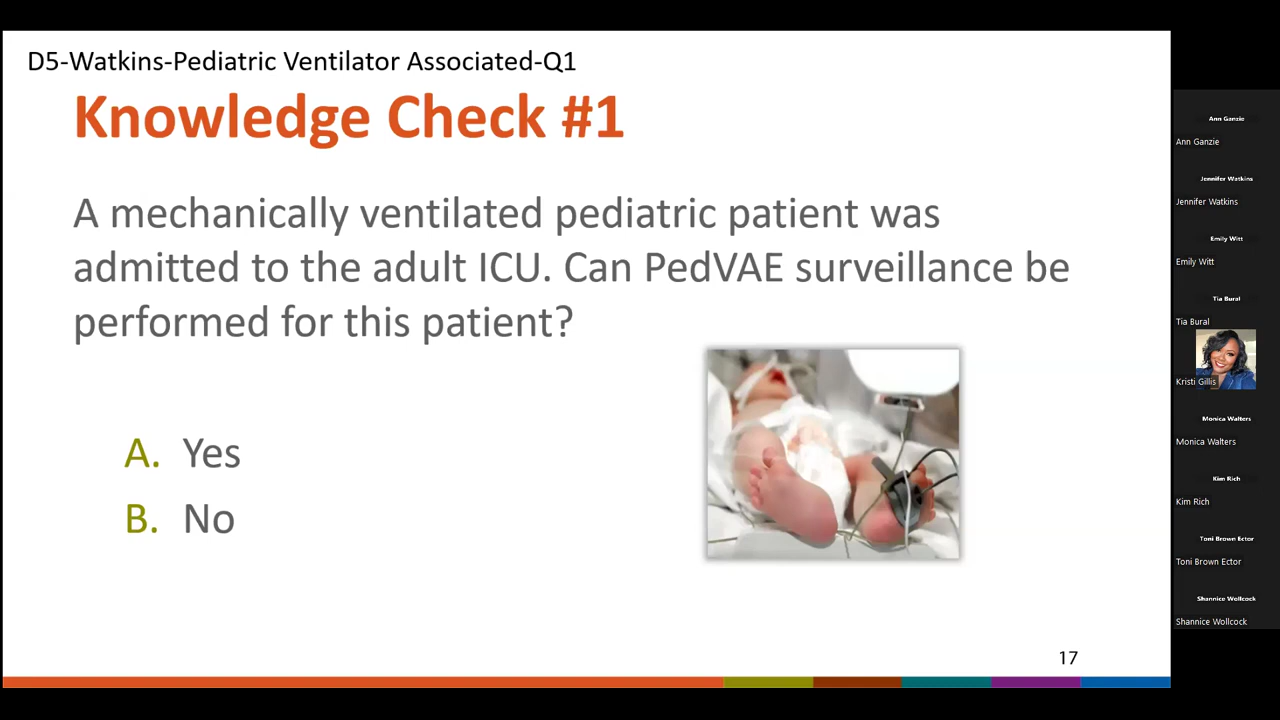 D5-Watkins-Pediatric Ventilator Associated-Q1
Knowledge Check #1
A mechanically ventilated pediatric patient was
admitted to the adult ICU. Can PedVAE surveillance be
performed for this patient?
A. Yes
B. No
17
Ann Ganzie
Ann Ganzie
Jennifer Watkins
Jennifer Watkins
Emily Witt
Emily Witt
Tia Bural
Tia Bural
Kristi Gillis
Monica Walters
Monica Walters
Kim Rich
Kim Rich
Toni Brown Ector
Toni Brown Ector
Shannice Wollcock
Shannice Wollcock